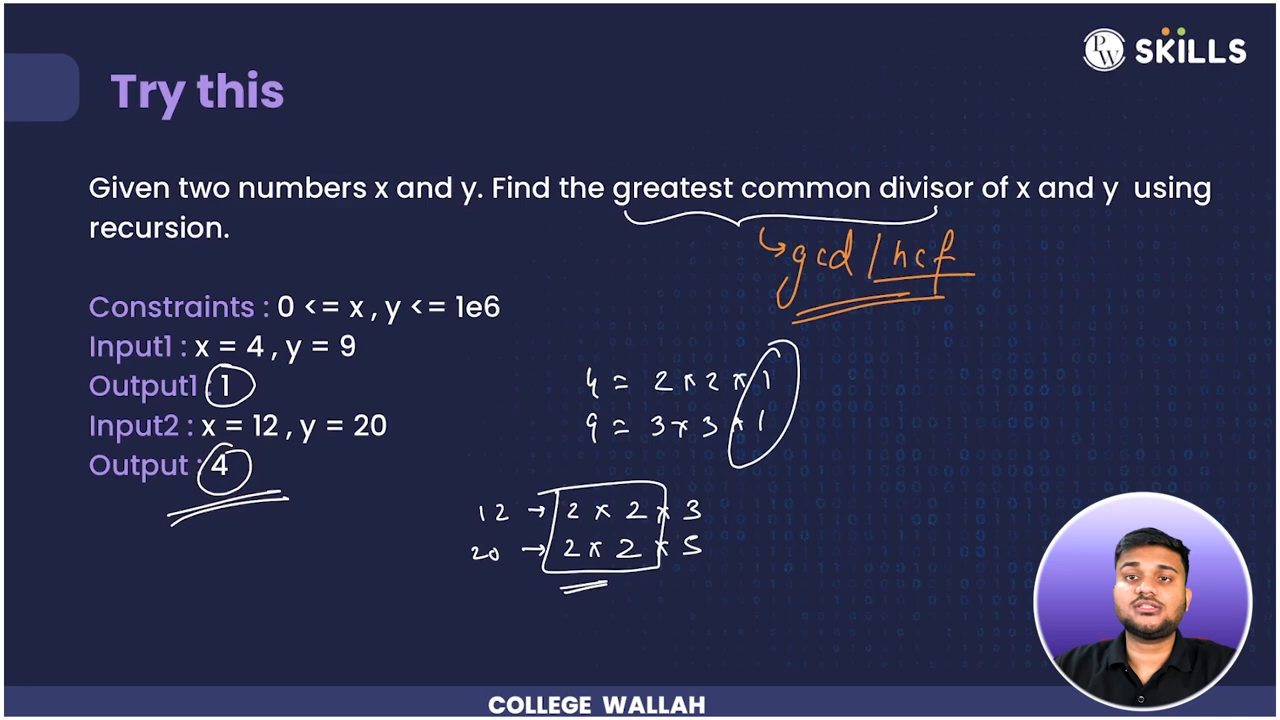 PW SKILLS
Try this
Given two numbers x and y. Find the greatest common divisor of x and y using
recursion.
gcd / hcf
Constraints : 0 <= x , y <= 1e6
Input1 : x = 4 , y = 9
Output1 : 1
Input2 : x = 12 , y = 20
Output : 4
4 = 2 x 2 x 1
9 = 3 x 3 x 1
12 → 2 x 2 x 3
20 → 2 x 2 x 5
COLLEGE WALLAH